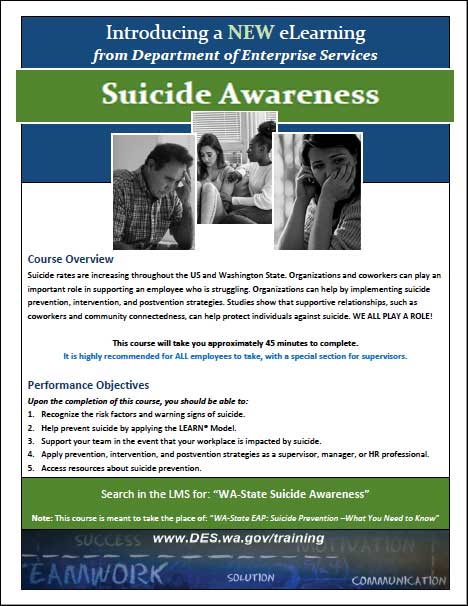 Introducing a NEW eLearning
from Department of Enterprise Services
Suicide Awareness
Course Overview
Suicide rates are increasing throughout the US and Washington State. Organizations and coworkers can play an
important role in supporting an employee who is struggling. Organizations can help by implementing suicide
prevention, intervention, and postvention strategies. Studies show that supportive relationships, such as
coworkers and community connectedness, can help protect individuals against suicide. WE ALL PLAY A ROLE!
This course will take you approximately 45 minutes to complete.
It is highly recommended for ALL employees to take, with a special section for supervisors.
Performance Objectives
Upon the completion of this course, you should be able to:
1. Recognize the risk factors and warning signs of suicide.
2. Help prevent suicide by applying the LEARN® Model.
3. Support your team in the event that your workplace is impacted by suicide.
4. Apply prevention, intervention, and postvention strategies as a supervisor, manager, or HR professional.
5. Access resources about suicide prevention.
Search in the LMS for: “WA-State Suicide Awareness”
Note: This course is meant to take the place of: “WA-State EAP: Suicide Prevention –What You Need to Know”
www.DES.wa.gov/training
SUCCESS MOTIVATION
TEAMWORK SOLUTION COMMUNICATION